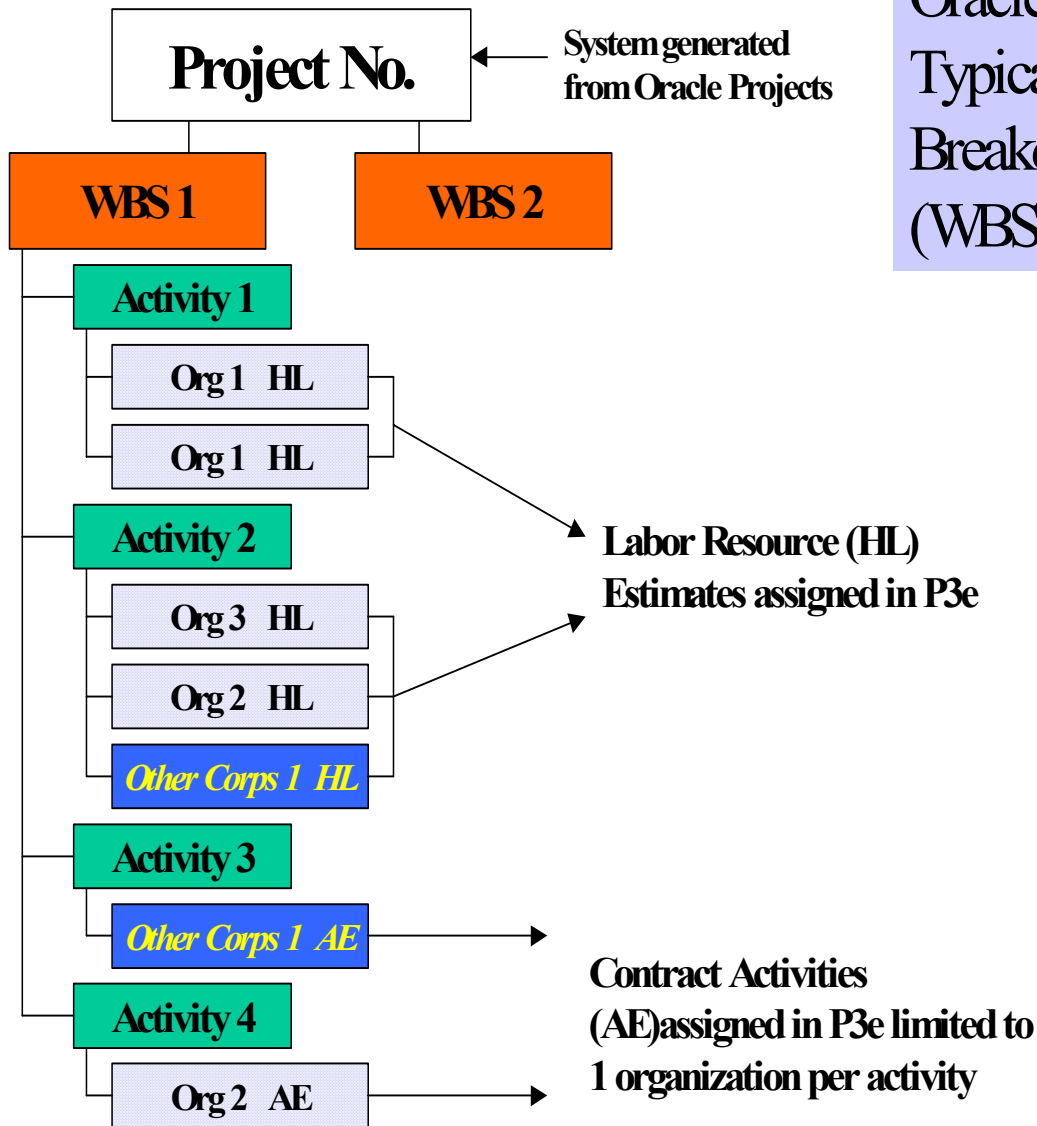 Project No.
System generated
from Oracle Projects
WBS 1
WBS 2
Activity 1
Org 1 HL
Org 1 HL
Activity 2
Org 3 HL
Org 2 HL
Other Corps 1 HL
Labor Resource (HL)
Estimates assigned in P3e
Activity 3
Other Corps 1 AE
Activity 4
Org 2 AE
Contract Activities
(AE)assigned in P3e limited to
1 organization per activity
Oracle
Typica
Break
(WBS